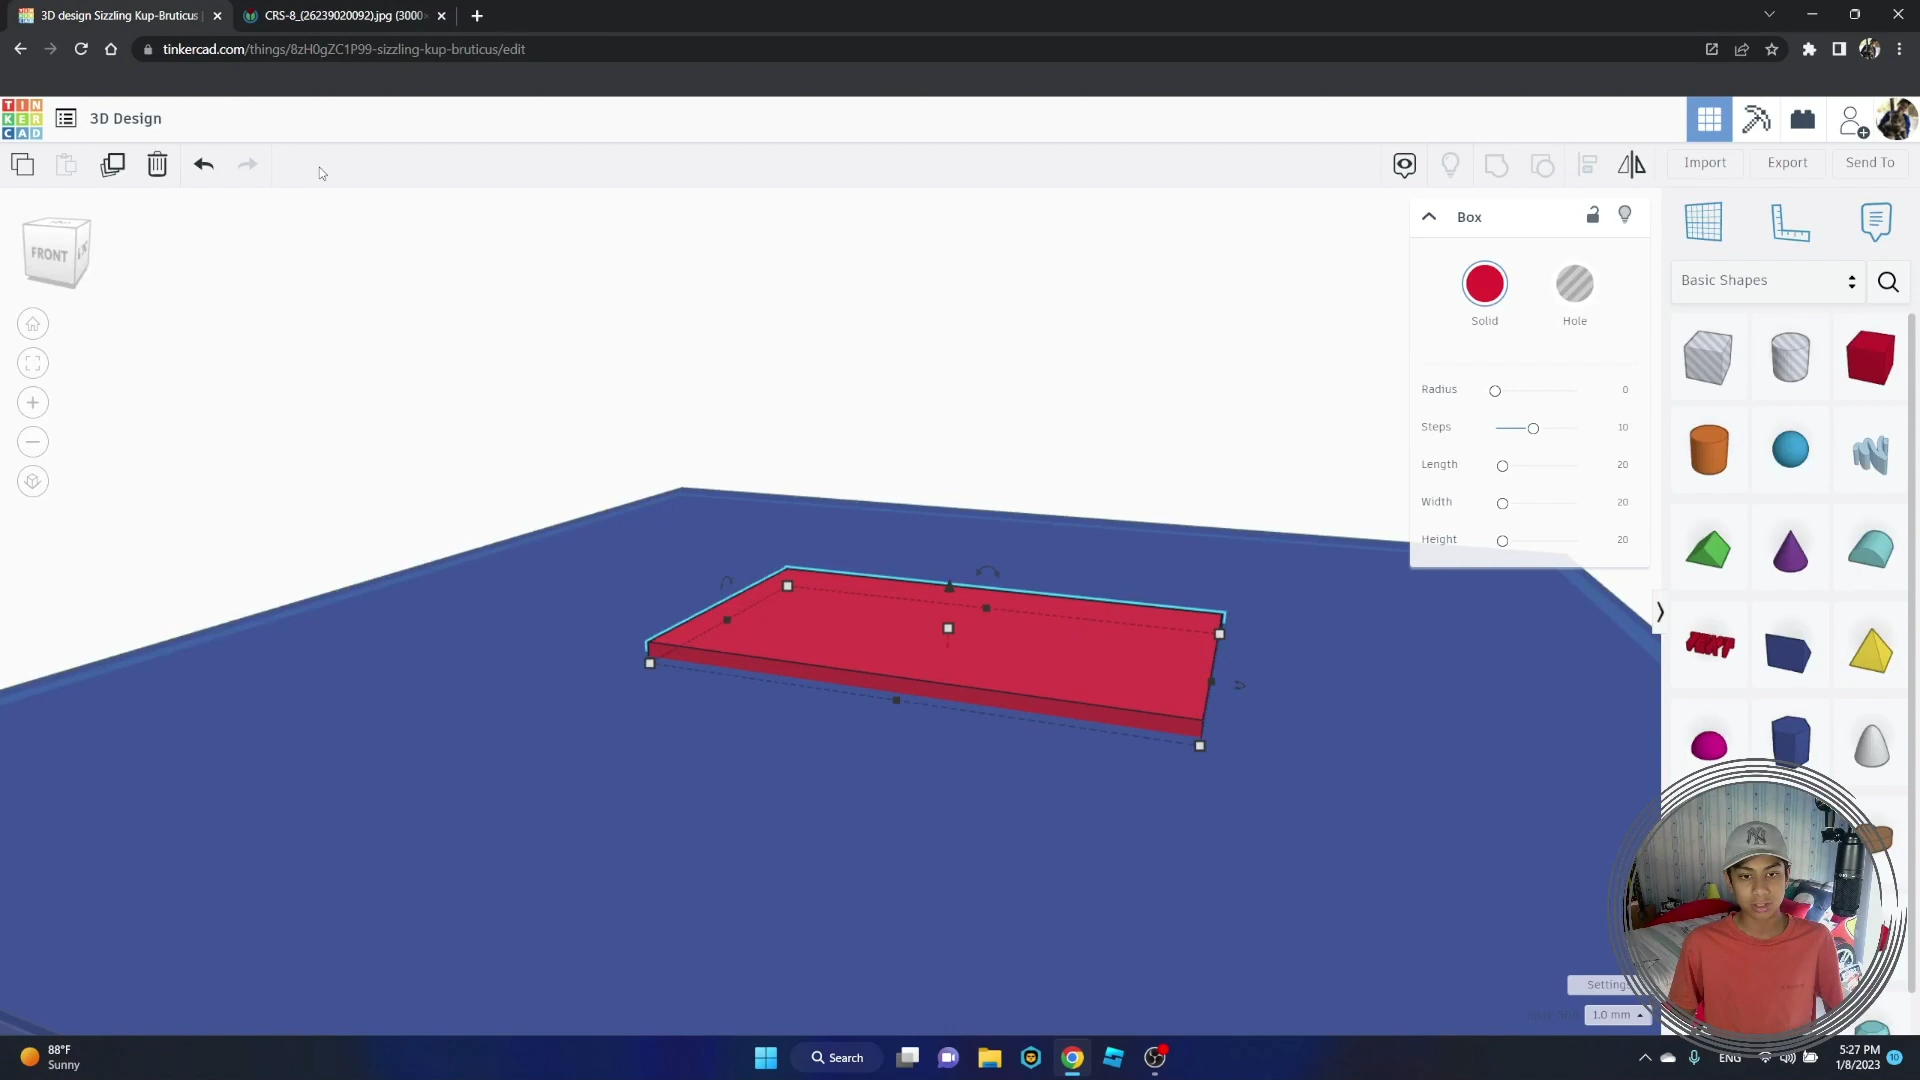 3D design Sizzling Kup-Bruticus |
CRS-8_(26239020092).jpg (3000×
tinkercad.com/things/8zH0gZC1P99-sizzling-kup-bruticus/edit
TIN
KER
CAD
3D Design
Import
Export
Send To
FRONT
Box
Solid
Hole
Radius
0
Steps
10
Length
20
Width
20
Height
20
Basic Shapes
TEXT
NY
Settings
1.0 mm
88°F
Sunny
Search
ENG
5:27 PM
1/8/2023
10